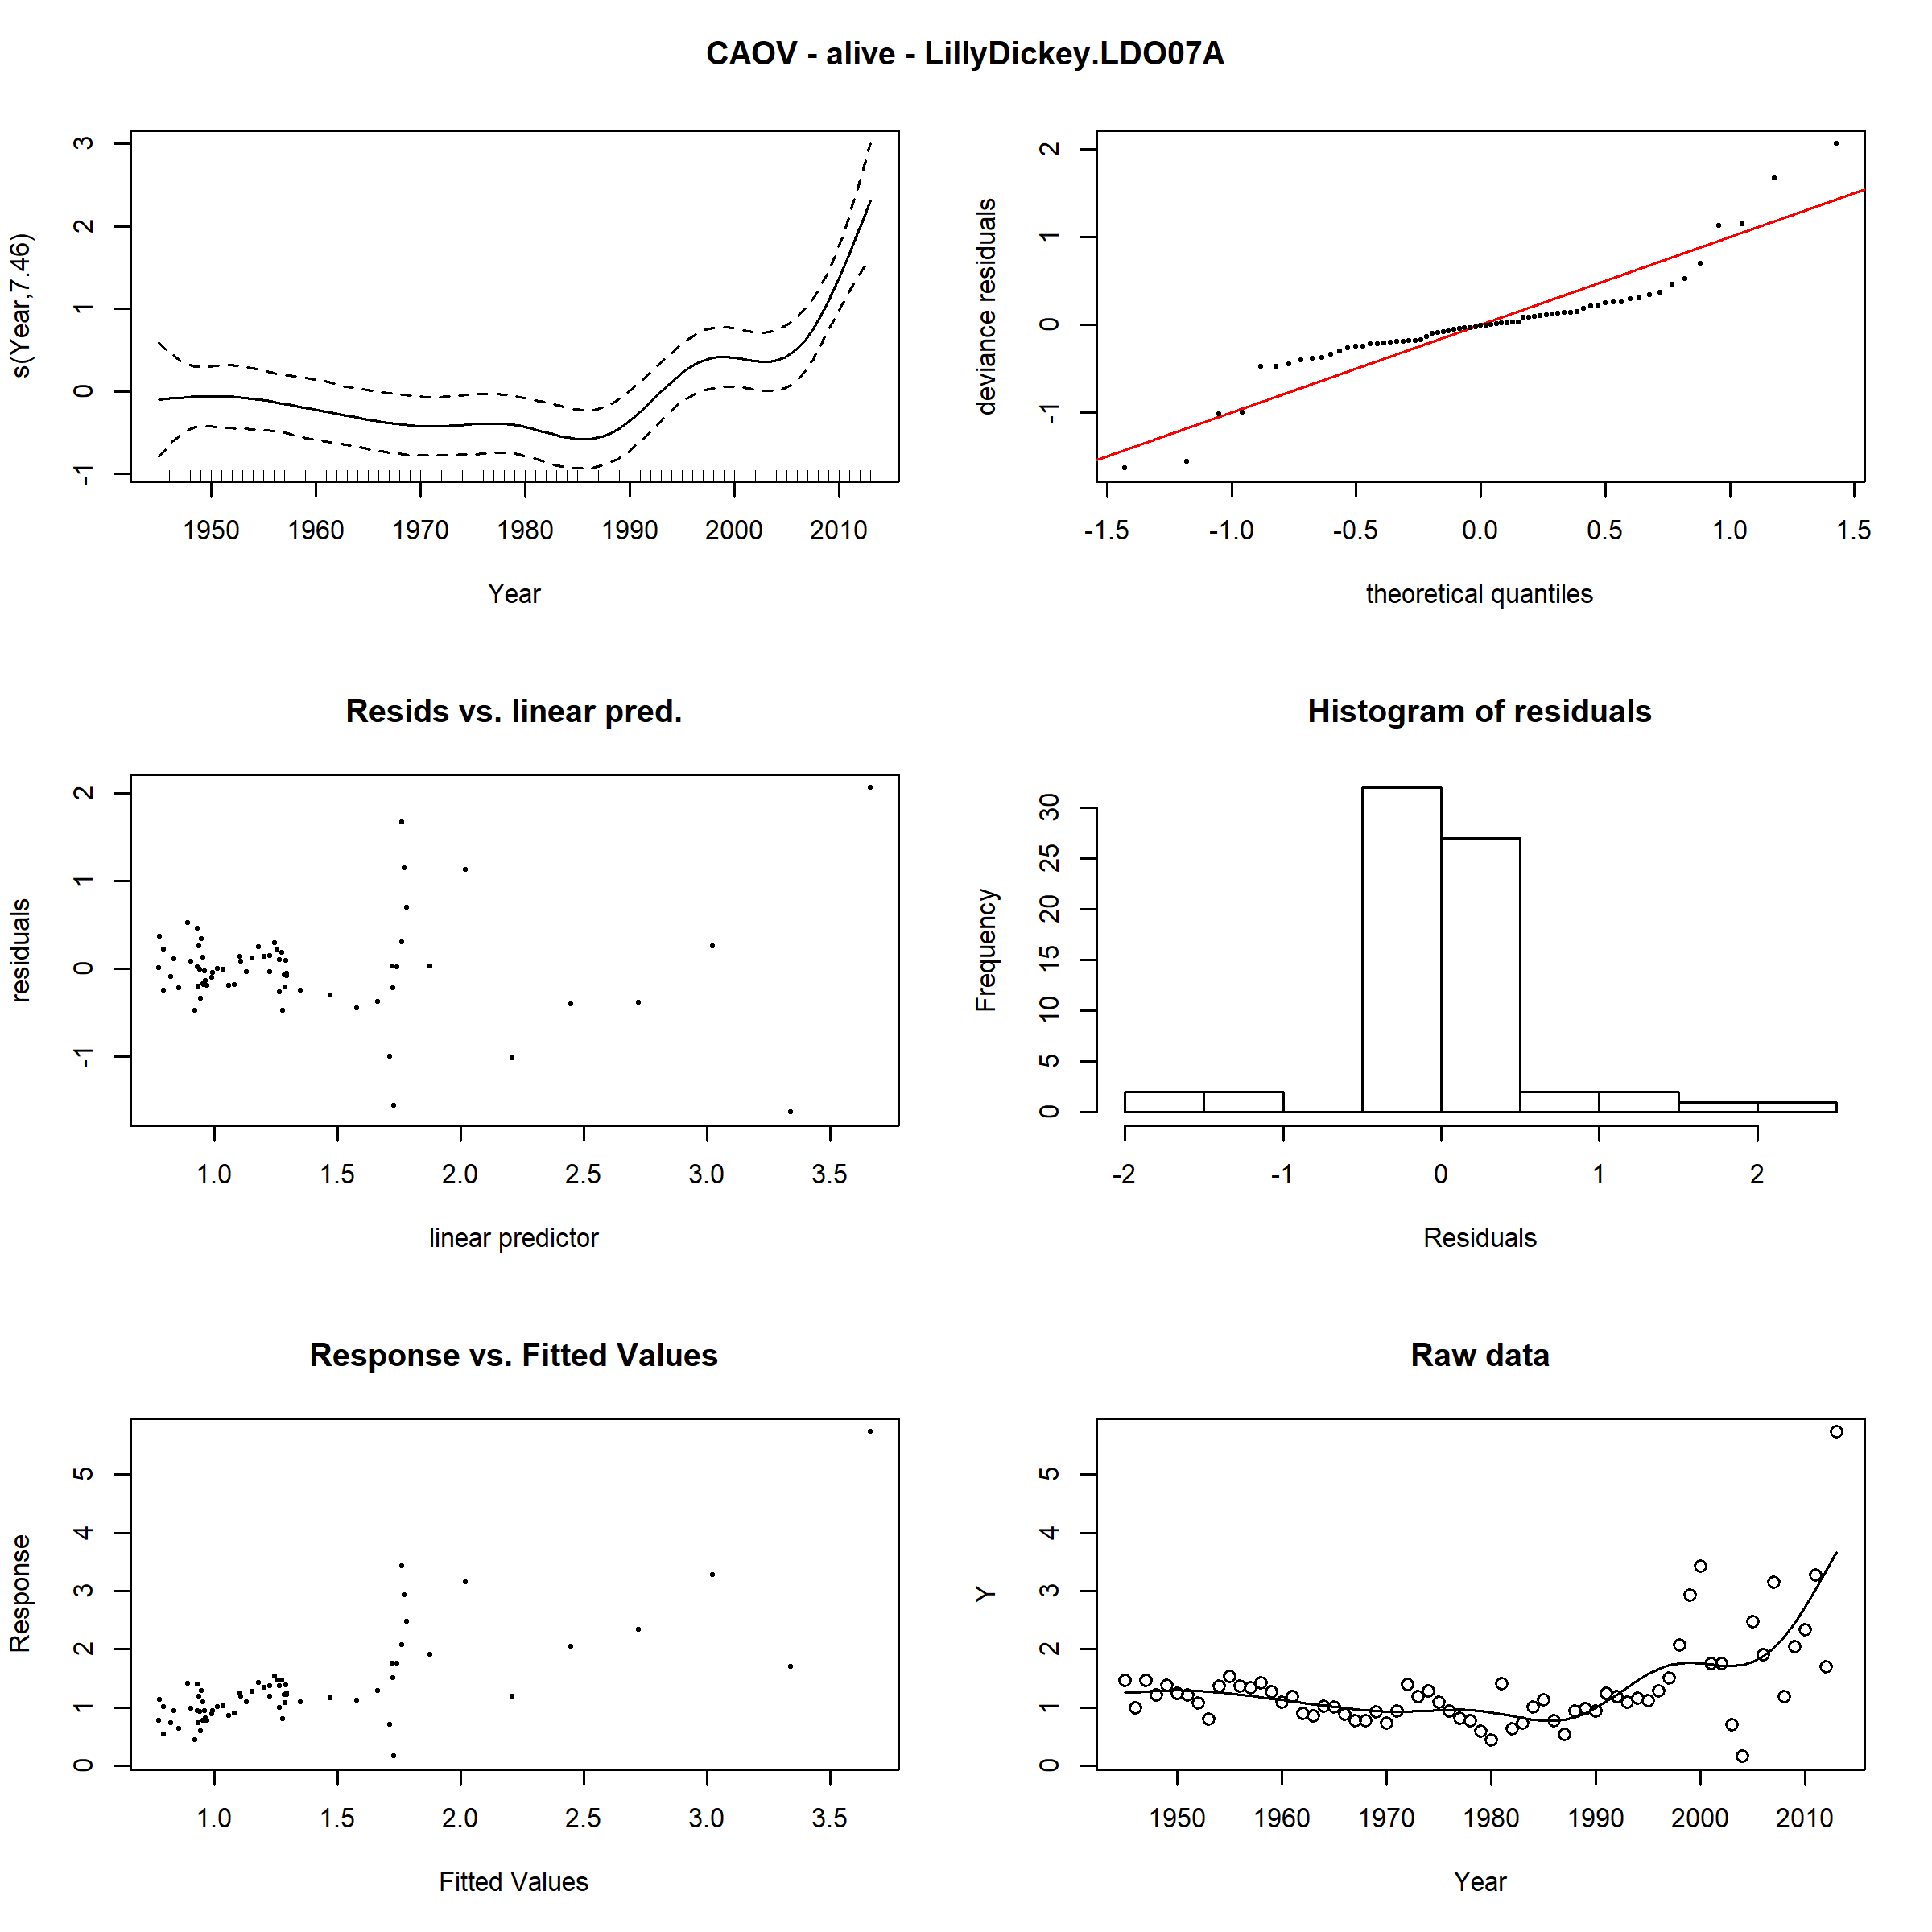 CAOV - alive - LillyDickey.LDO07A
s(Year,7.46)
3
2
1
0
-1
1950 1960 1970 1980 1990 2000 2010
Year
deviance residuals
2
1
0
-1
-1.5 -1.0 -0.5 0.0 0.5 1.0 1.5
theoretical quantiles
Resids vs. linear pred.
residuals
2
1
0
-1
1.0 1.5 2.0 2.5 3.0 3.5
linear predictor
Histogram of residuals
Frequency
30
25
20
15
10
5
0
-2 -1 0 1 2
Residuals
Response vs. Fitted Values
Response
5
4
3
2
1
0
1.0 1.5 2.0 2.5 3.0 3.5
Fitted Values
Raw data
Y
5
4
3
2
1
0
1950 1960 1970 1980 1990 2000 2010
Year